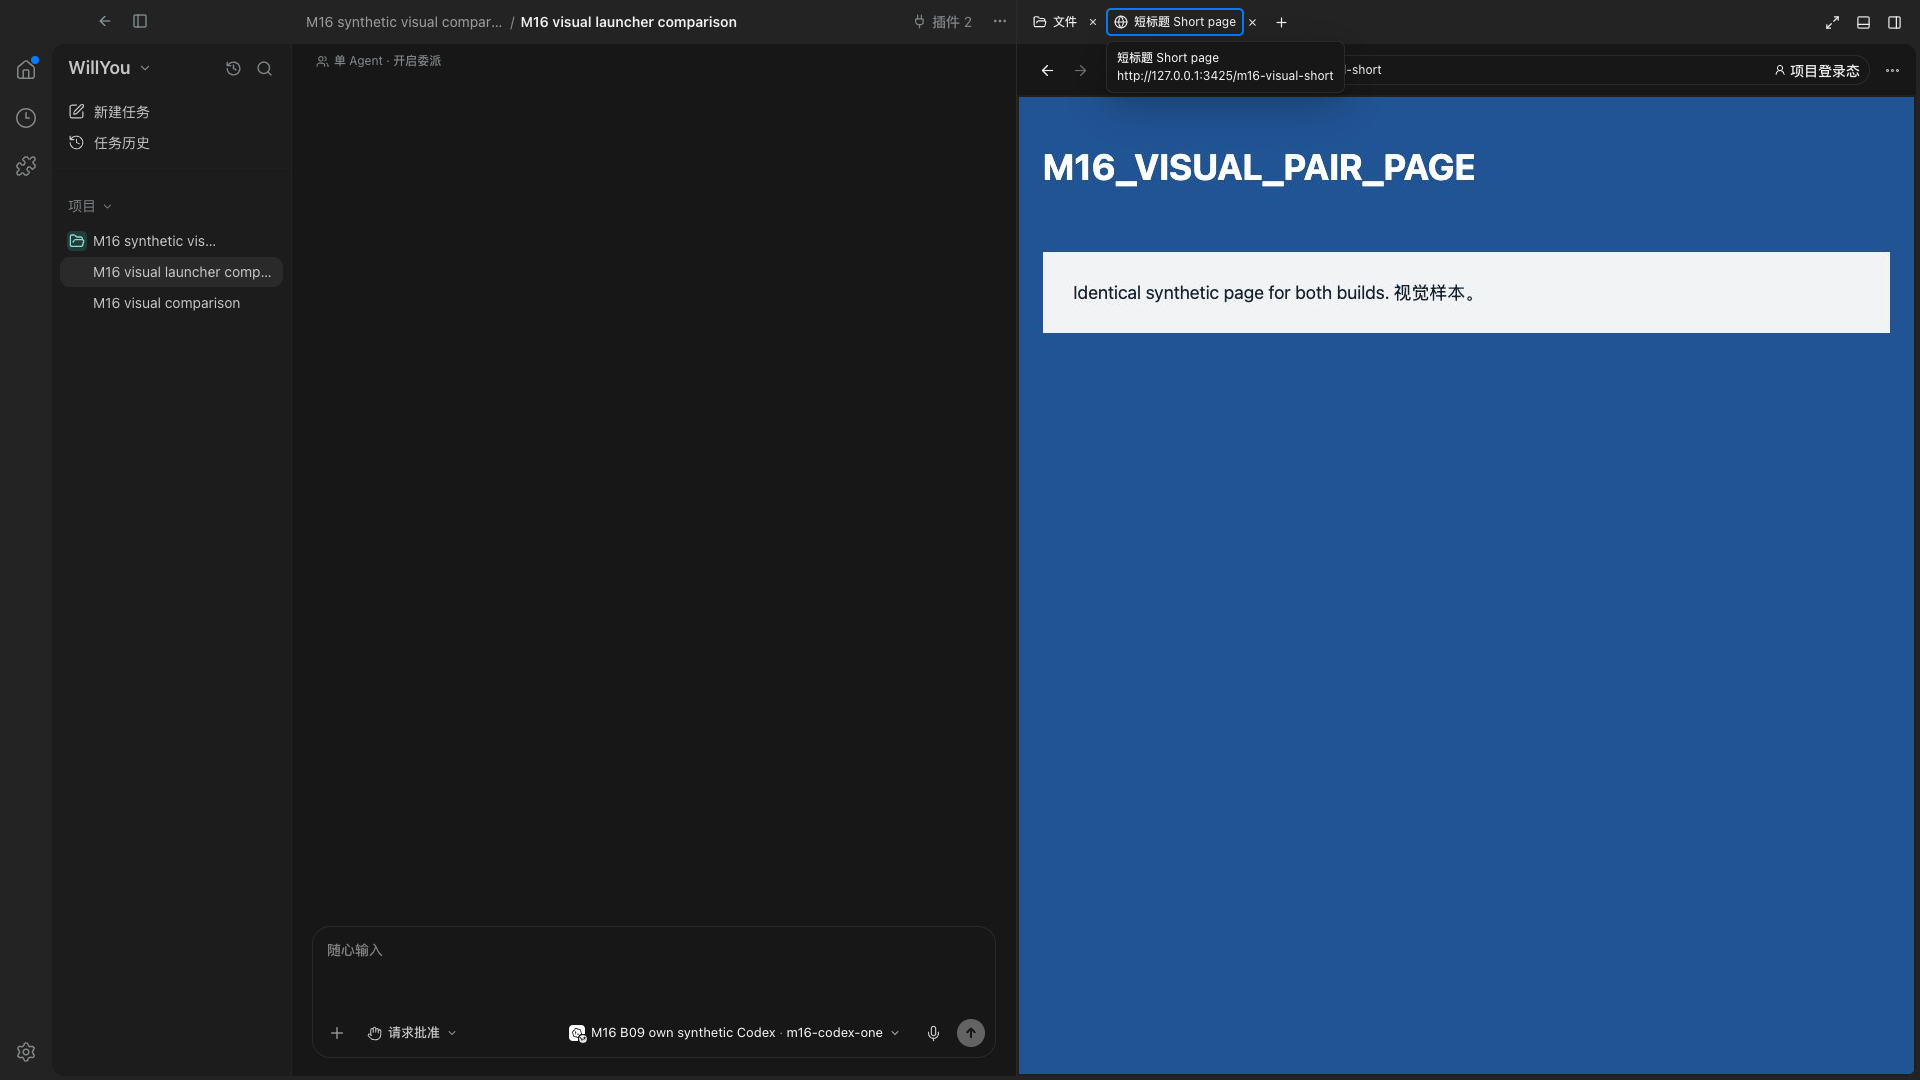 M16 synthetic visual compar... / M16 visual launcher comparison
插件 2
文件
短标题 Short page
短标题 Short page
http://127.0.0.1:3425/m16-visual-short
-short
项目登录态
WillYou
新建任务
任务历史
项目
M16 synthetic vis...
M16 visual launcher comp...
M16 visual comparison
单 Agent · 开启委派
随心输入
请求批准
M16 B09 own synthetic Codex · m16-codex-one
M16_VISUAL_PAIR_PAGE
Identical synthetic page for both builds. 视觉样本。